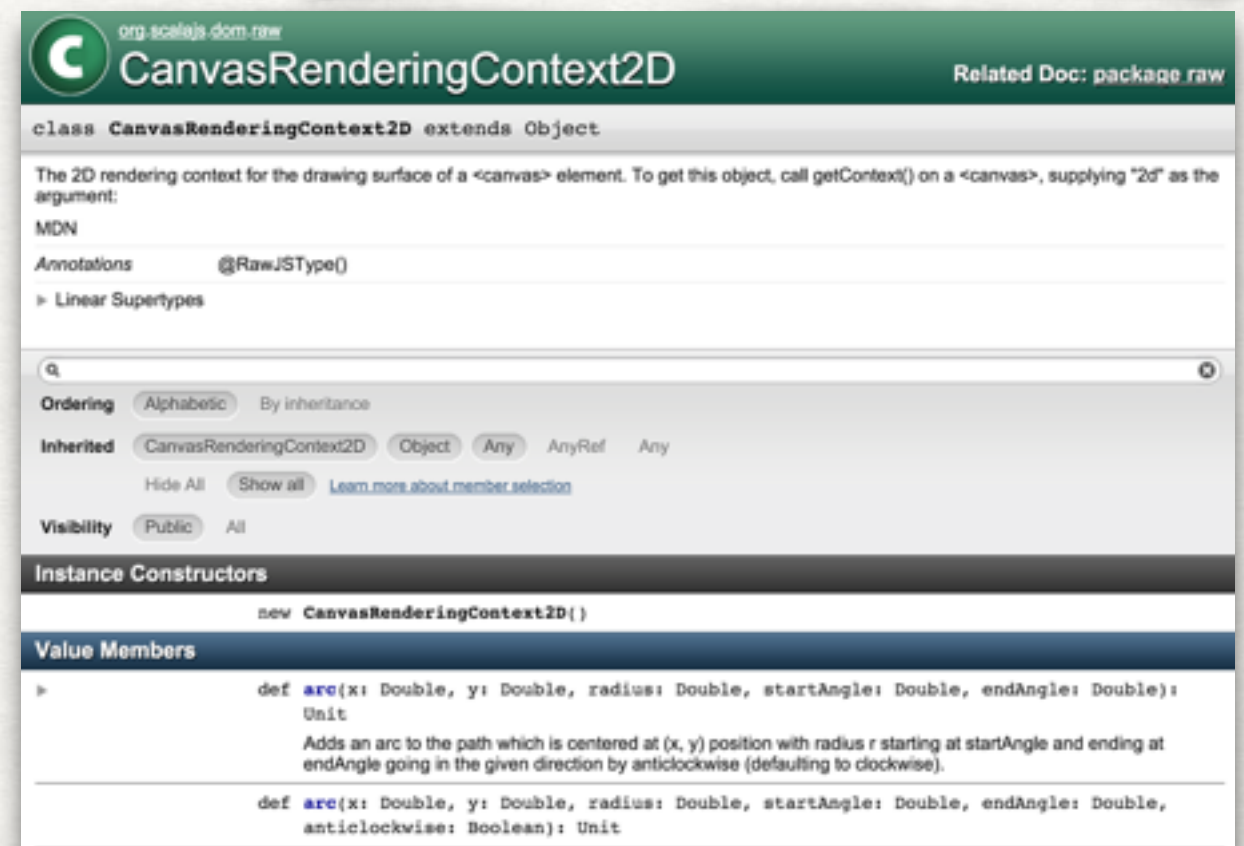 C
org.scalajs.dom.raw
CanvasRenderingContext2D
Related Doc: package raw
class CanvasRenderingContext2D extends Object
The 2D rendering context for the drawing surface of a <canvas> element. To get this object, call getContext() on a <canvas>, supplying "2d" as the
argument:
MDN
Annotations @RawJSType()
Linear Supertypes
Ordering Alphabetic By inheritance
Inherited CanvasRenderingContext2D Object Any AnyRef Any
Hide All Show all Learn more about member selection
Visibility Public All
Instance Constructors
new CanvasRenderingContext2D()
Value Members
def arc(x: Double, y: Double, radius: Double, startAngle: Double, endAngle: Double):
Unit
Adds an arc to the path which is centered at (x, y) position with radius r starting at startAngle and ending at
endAngle going in the given direction by anticlockwise (defaulting to clockwise).
def arc(x: Double, y: Double, radius: Double, startAngle: Double, endAngle: Double,
anticlockwise: Boolean): Unit